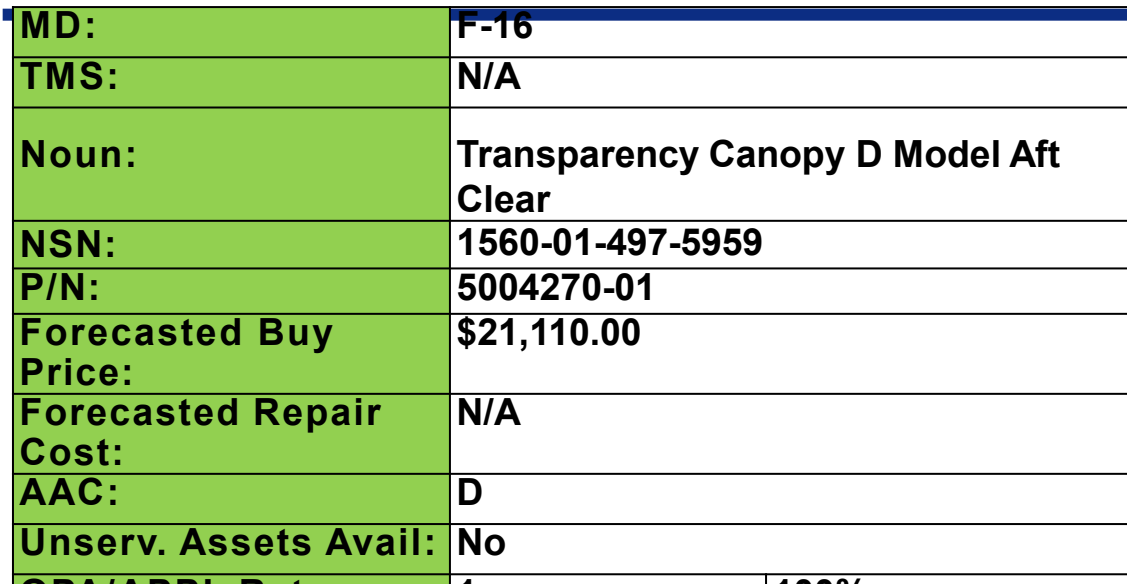 MD: F-16
TMS: N/A
Noun: Transparency Canopy D Model Aft
Clear
NSN: 1560-01-497-5959
P/N: 5004270-01
Forecasted Buy $21,110.00
Price:
Forecasted Repair N/A
Cost:
AAC: D
Unserv. Assets Avail: No